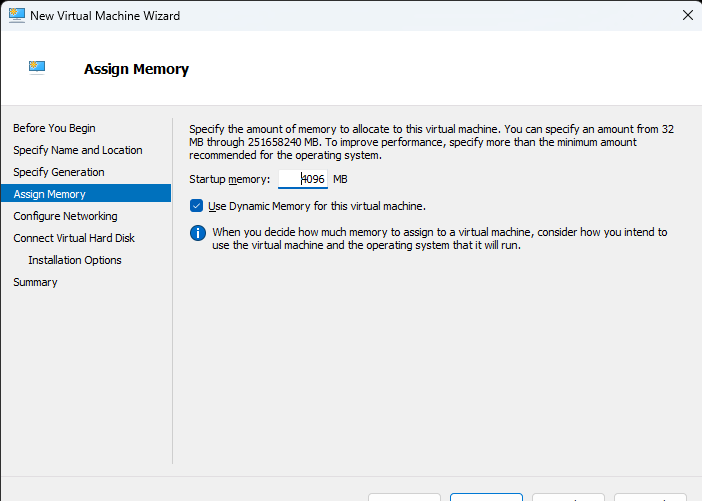 New Virtual Machine Wizard
Assign Memory
Before You Begin
Specify Name and Location
Specify Generation
Assign Memory
Configure Networking
Connect Virtual Hard Disk
Installation Options
Summary
Specify the amount of memory to allocate to this virtual machine. You can specify an amount from 32
MB through 251658240 MB. To improve performance, specify more than the minimum amount
recommended for the operating system.
Startup memory: 4096 MB
Use Dynamic Memory for this virtual machine.
When you decide how much memory to assign to a virtual machine, consider how you intend to
use the virtual machine and the operating system that it will run.